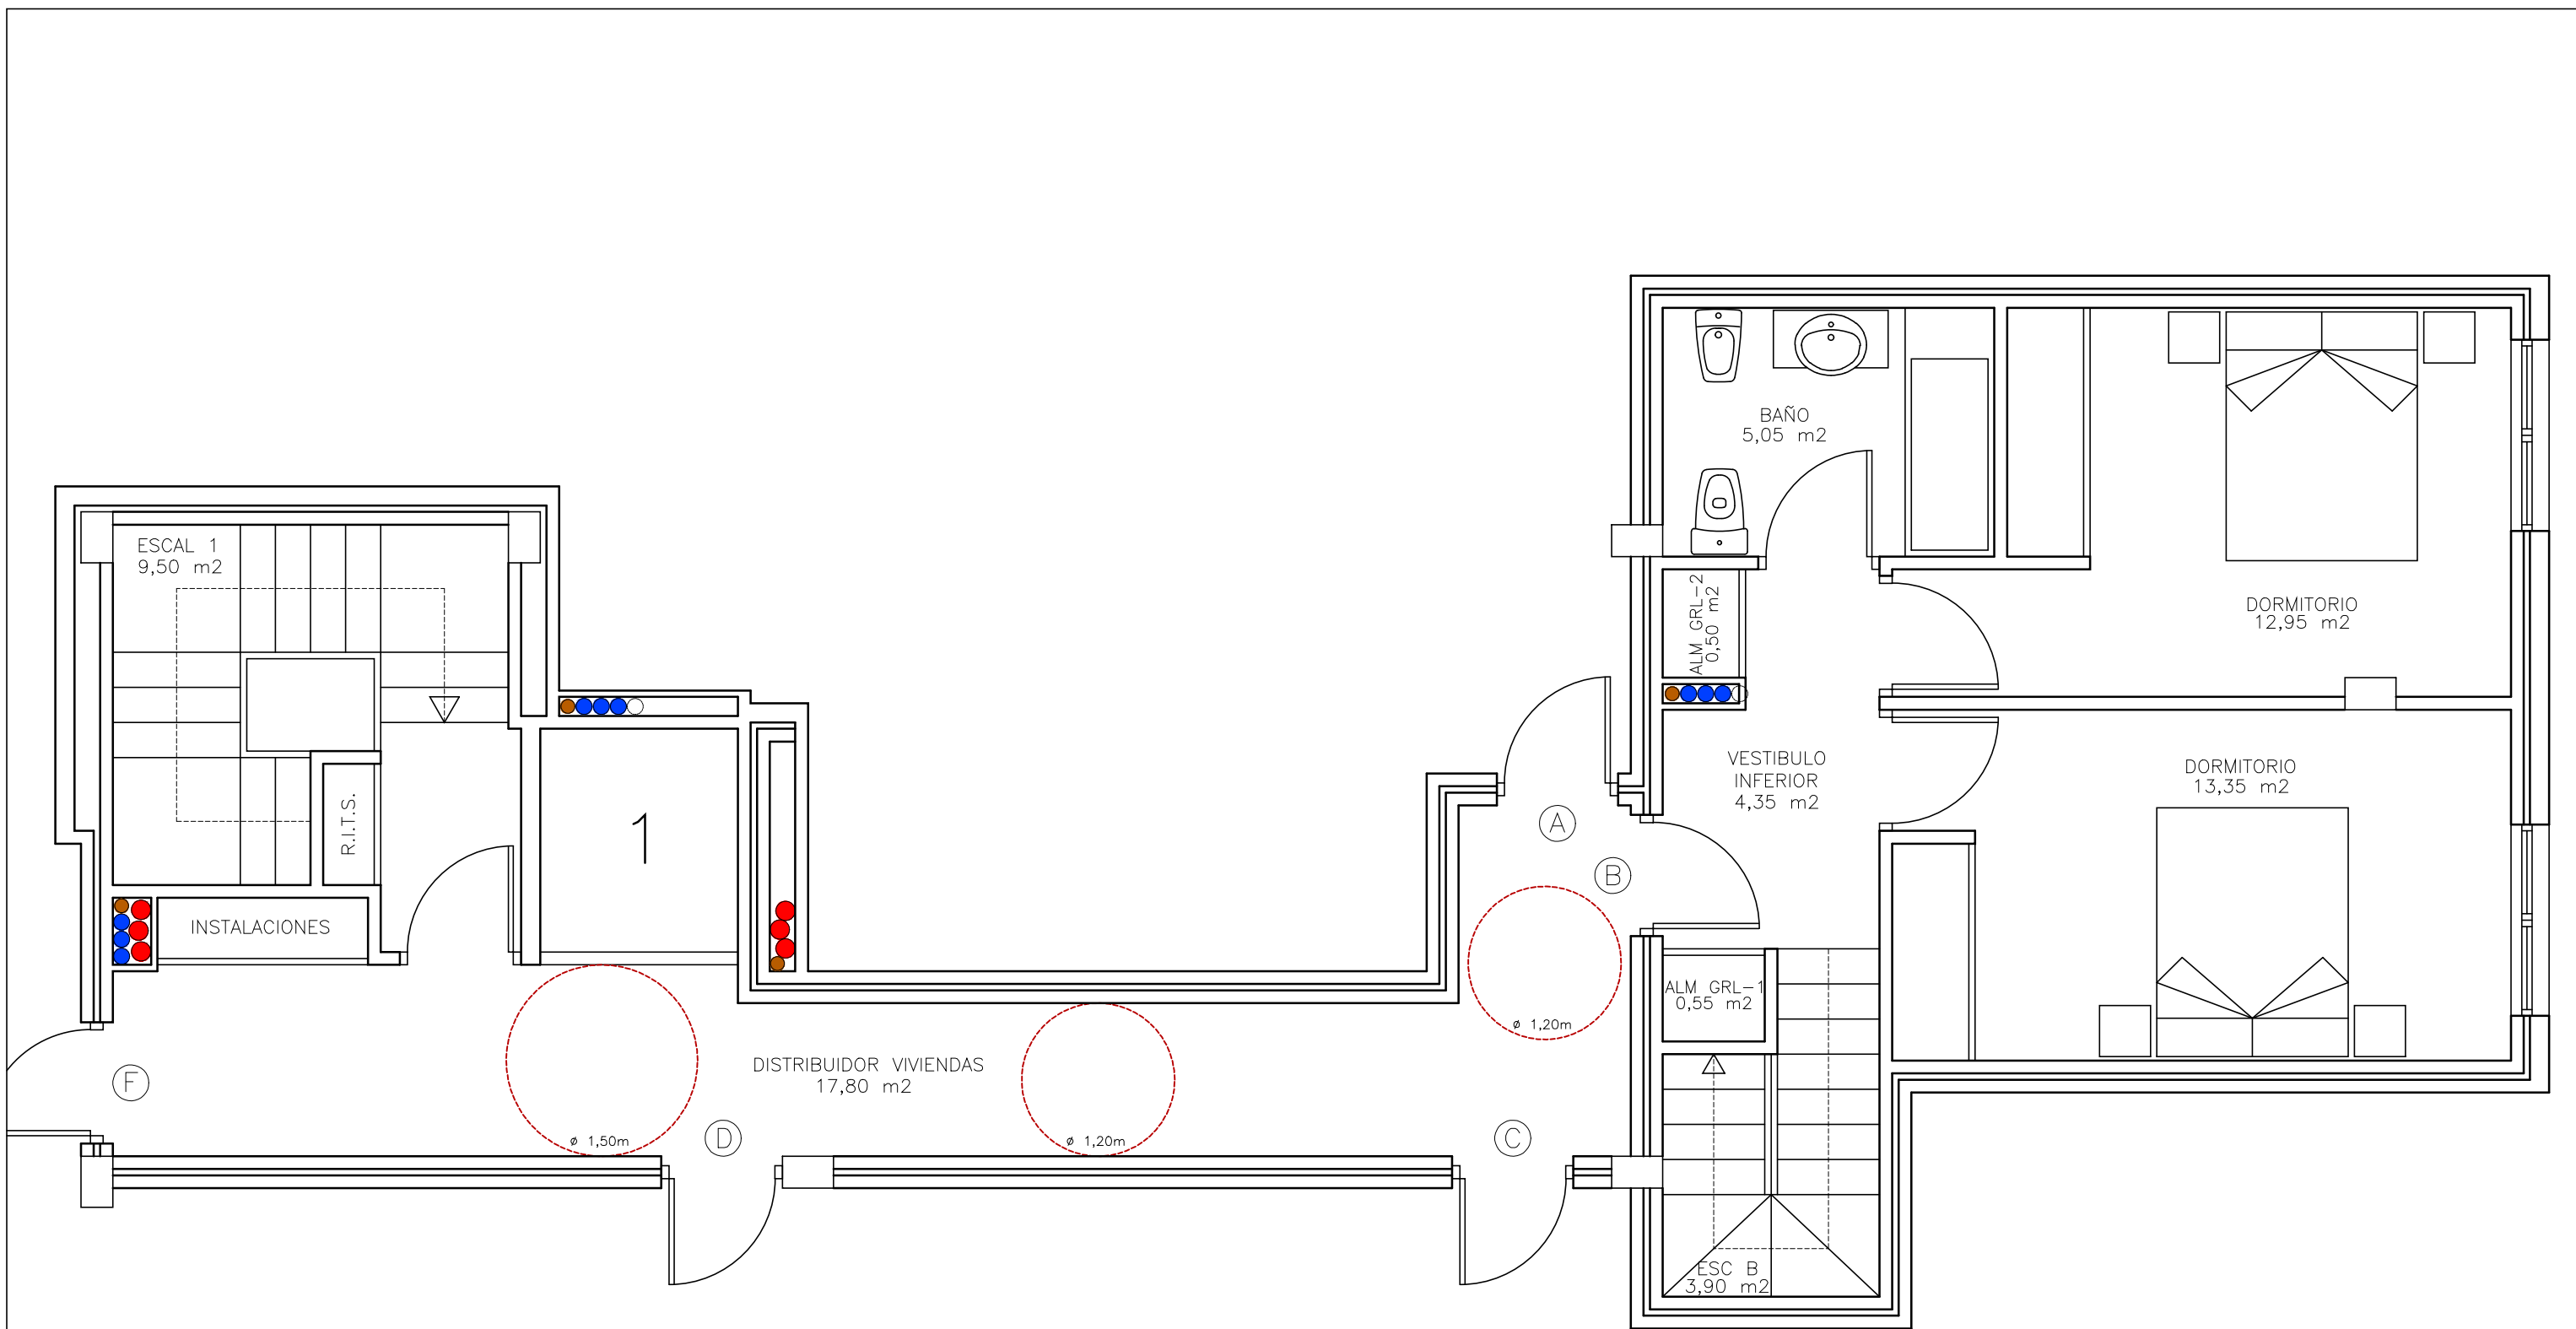 BAÑO
5,05 m2
ESCAL 1
9,50 m2
ALM GRL-2
0,50 m2
DORMITORIO
12,95 m2
VESTIBULO
INFERIOR
4,35 m2
DORMITORIO
13,35 m2
R.I.T.S.
1
A
B
INSTALACIONES
ALM GRL-1
0,55 m2
ø 1,20m
DISTRIBUIDOR VIVIENDAS
17,80 m2
F
ø 1,50m
D
ø 1,20m
C
ESC B
3,90 m2